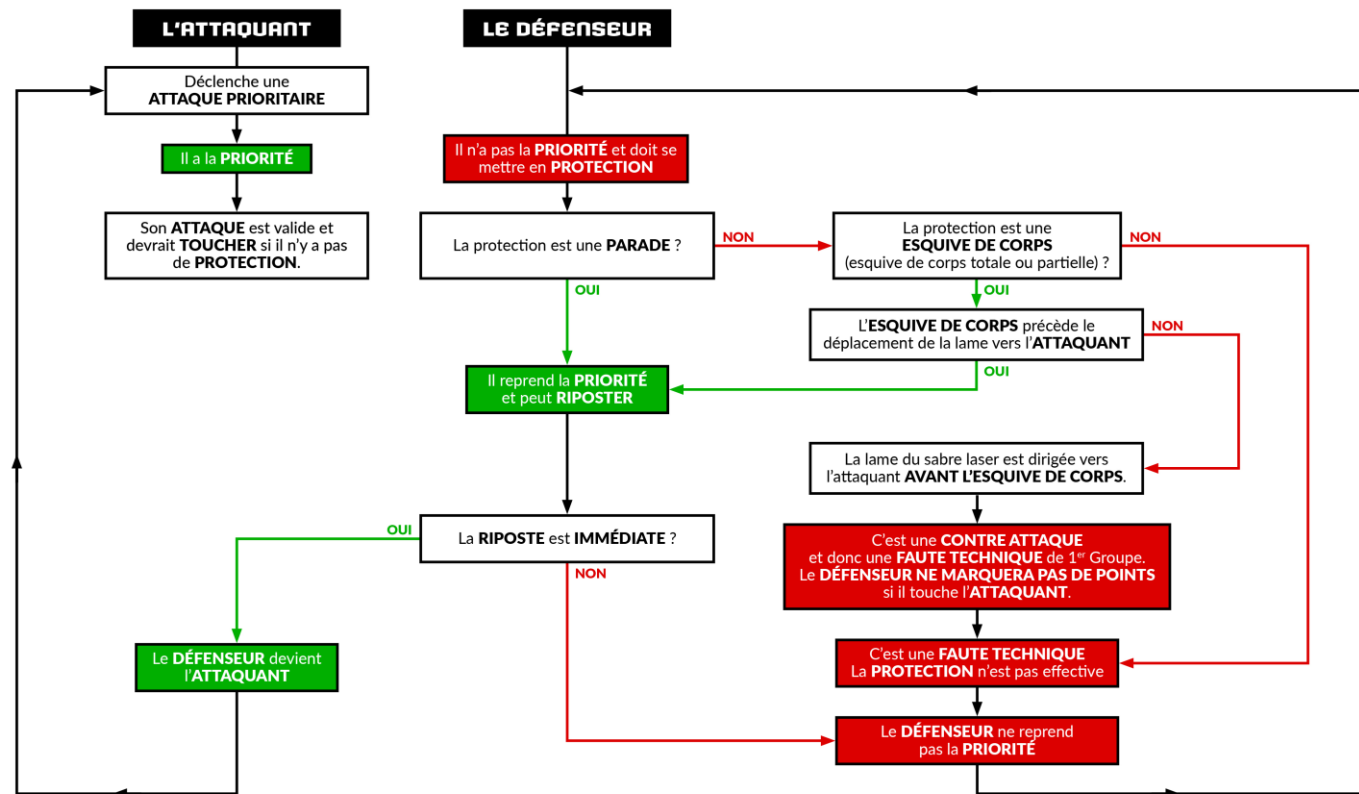 L'ATTAQUANT
LE DÉFENSEUR
Déclenche une
ATTAQUE PRIORITAIRE
Il a la PRIORITÉ
Son ATTAQUE est valide et
devrait TOUCHER si il n'y a pas
de PROTECTION.
Il n'a pas la PRIORITÉ et doit se
mettre en PROTECTION
La protection est une PARADE ?
NON
La protection est une
ESQUIVE DE CORPS
(esquive de corps totale ou partielle) ?
NON
OUI
OUI
L'ESQUIVE DE CORPS précède le
déplacement de la lame vers l'ATTAQUANT
NON
OUI
Il reprend la PRIORITÉ
et peut RIPOSTER
La lame du sabre laser est dirigée vers
l'attaquant AVANT L'ESQUIVE DE CORPS.
La RIPOSTE est IMMÉDIATE ?
OUI
NON
C'est une CONTRE ATTAQUE
et donc une FAUTE TECHNIQUE de 1er Groupe.
Le DÉFENSEUR NE MARQUERA PAS DE POINTS
si il touche l'ATTAQUANT.
Le DÉFENSEUR devient
l'ATTAQUANT
C'est une FAUTE TECHNIQUE
La PROTECTION n'est pas effective
Le DÉFENSEUR ne reprend
pas la PRIORITÉ